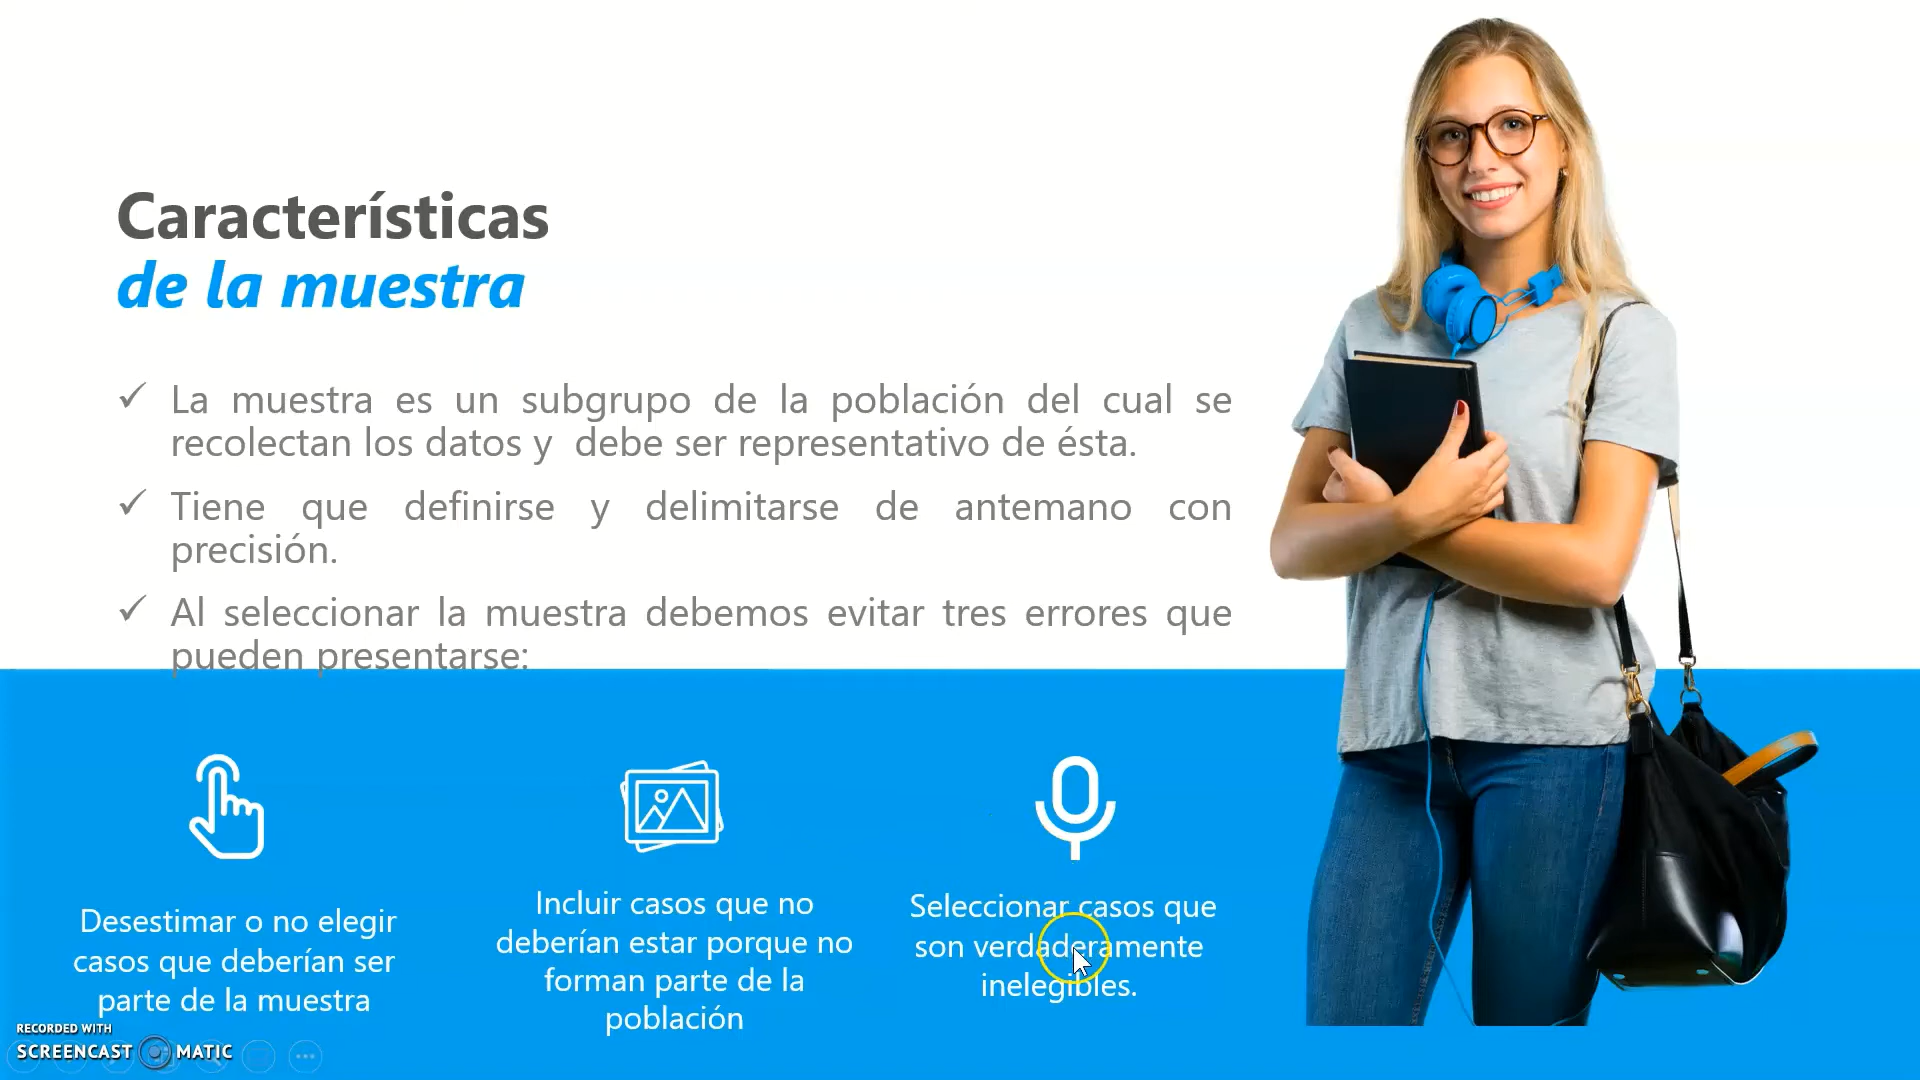 Características
de la muestra
✓ La muestra es un subgrupo de la población del cual se
recolectan los datos y debe ser representativo de ésta.
✓ Tiene que definirse y delimitarse de antemano con
precisión.
✓ Al seleccionar la muestra debemos evitar tres errores que
pueden presentarse:
Desestimar o no elegir
casos que deberían ser
parte de la muestra
Incluir casos que no
deberían estar porque no
forman parte de la
población
Seleccionar casos que
son verdaderamente
inelegibles.
RECORDED WITH
SCREENCAST MATIC